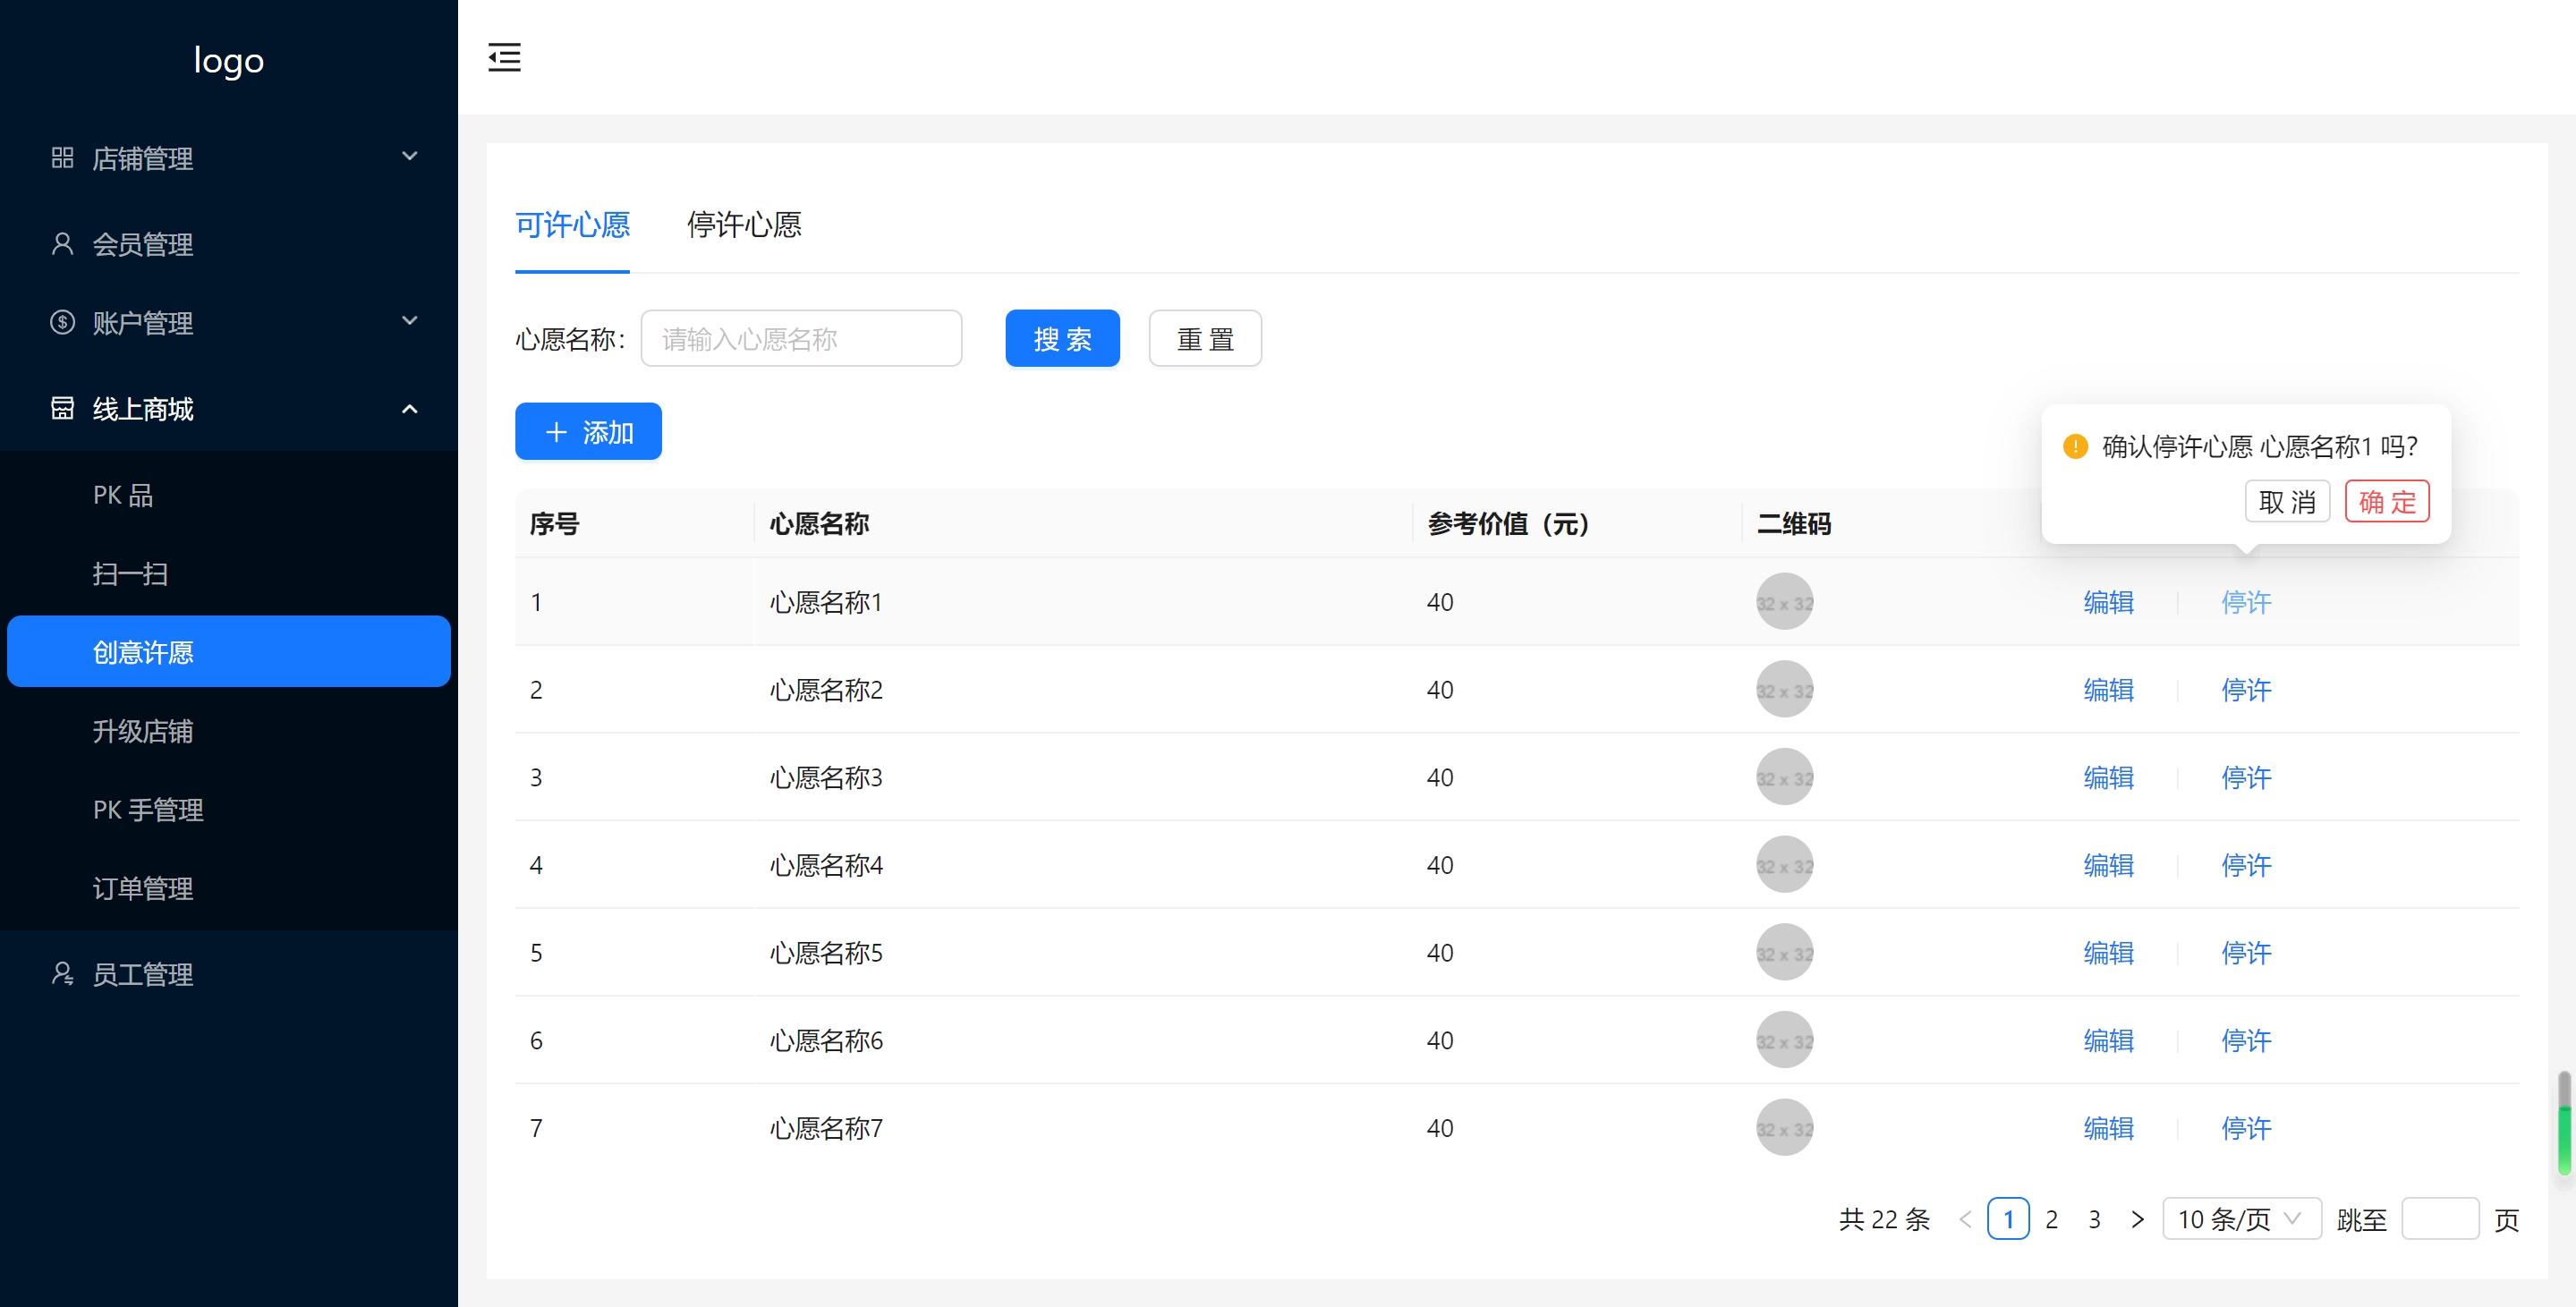 logo
店铺管理
会员管理
账户管理
线上商城
PK 品
扫一扫
创意许愿
升级店铺
PK 手管理
订单管理
员工管理
可许心愿 停许心愿
心愿名称: 请输入心愿名称 搜 索 重 置
添加
确认停许心愿 心愿名称1 吗?
取 消 确 定
序号 心愿名称 参考价值（元） 二维码
1 心愿名称1 40 32 x 32 编辑 停许
2 心愿名称2 40 32 x 32 编辑 停许
3 心愿名称3 40 32 x 32 编辑 停许
4 心愿名称4 40 32 x 32 编辑 停许
5 心愿名称5 40 32 x 32 编辑 停许
6 心愿名称6 40 32 x 32 编辑 停许
7 心愿名称7 40 32 x 32 编辑 停许
共 22 条 < 1 2 3 > 10 条/页 跳至 页